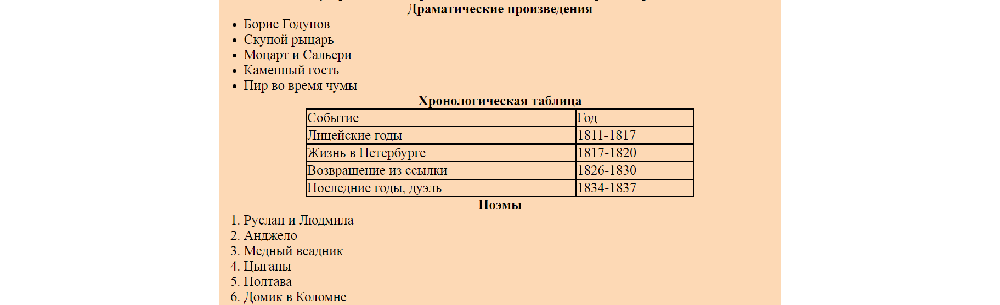 Драматические произведения
• Борис Годунов
• Скупой рыцарь
• Моцарт и Сальери
• Каменный гость
• Пир во время чумы
Хронологическая таблица
Событие Год
Лицейские годы 1811-1817
Жизнь в Петербурге 1817-1820
Возвращение из ссылки 1826-1830
Последние годы, дуэль 1834-1837
Поэмы
1. Руслан и Людмила
2. Анджело
3. Медный всадник
4. Цыганы
5. Полтава
6. Домик в Коломне